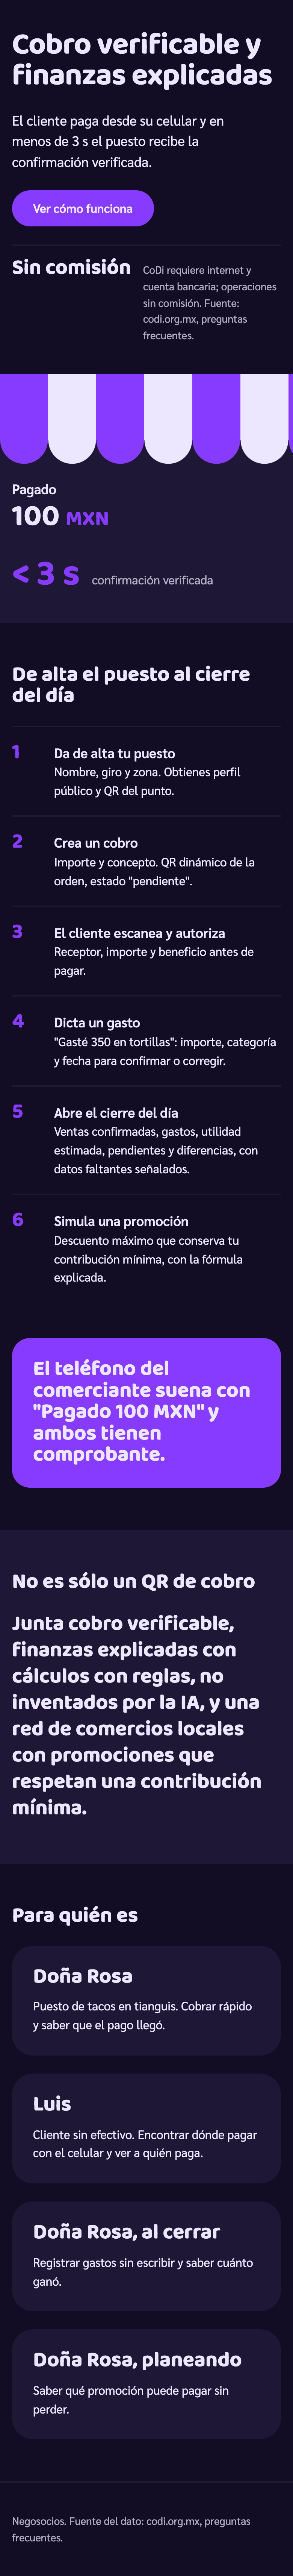 Cobro verificable y
finanzas explicadas
El cliente paga desde su celular y en
menos de 3 s el puesto recibe la
confirmación verificada.
Ver cómo funciona
Sin comisión
CoDi requiere internet y
cuenta bancaria; operaciones
sin comisión. Fuente:
codi.org.mx, preguntas
frecuentes.
Pagado
100 MXN
< 3 s confirmación verificada
De alta el puesto al cierre
del día
1
Da de alta tu puesto
Nombre, giro y zona. Obtienes perfil
público y QR del punto.
2
Crea un cobro
Importe y concepto. QR dinámico de la
orden, estado "pendiente".
3
El cliente escanea y autoriza
Receptor, importe y beneficio antes de
pagar.
4
Dicta un gasto
"Gasté 350 en tortillas": importe, categoría
y fecha para confirmar o corregir.
5
Abre el cierre del día
Ventas confirmadas, gastos, utilidad
estimada, pendientes y diferencias, con
datos faltantes señalados.
6
Simula una promoción
Descuento máximo que conserva tu
contribución mínima, con la fórmula
explicada.
El teléfono del
comerciante suena con
"Pagado 100 MXN" y
ambos tienen
comprobante.
No es sólo un QR de cobro
Junta cobro verificable,
finanzas explicadas con
cálculos con reglas, no
inventados por la IA, y una
red de comercios locales
con promociones que
respetan una contribución
mínima.
Para quién es
Doña Rosa
Puesto de tacos en tianguis. Cobrar rápido
y saber que el pago llegó.
Luis
Cliente sin efectivo. Encontrar dónde pagar
con el celular y ver a quién paga.
Doña Rosa, al cerrar
Registrar gastos sin escribir y saber cuánto
ganó.
Doña Rosa, planeando
Saber qué promoción puede pagar sin
perder.
Negosocios. Fuente del dato: codi.org.mx, preguntas
frecuentes.